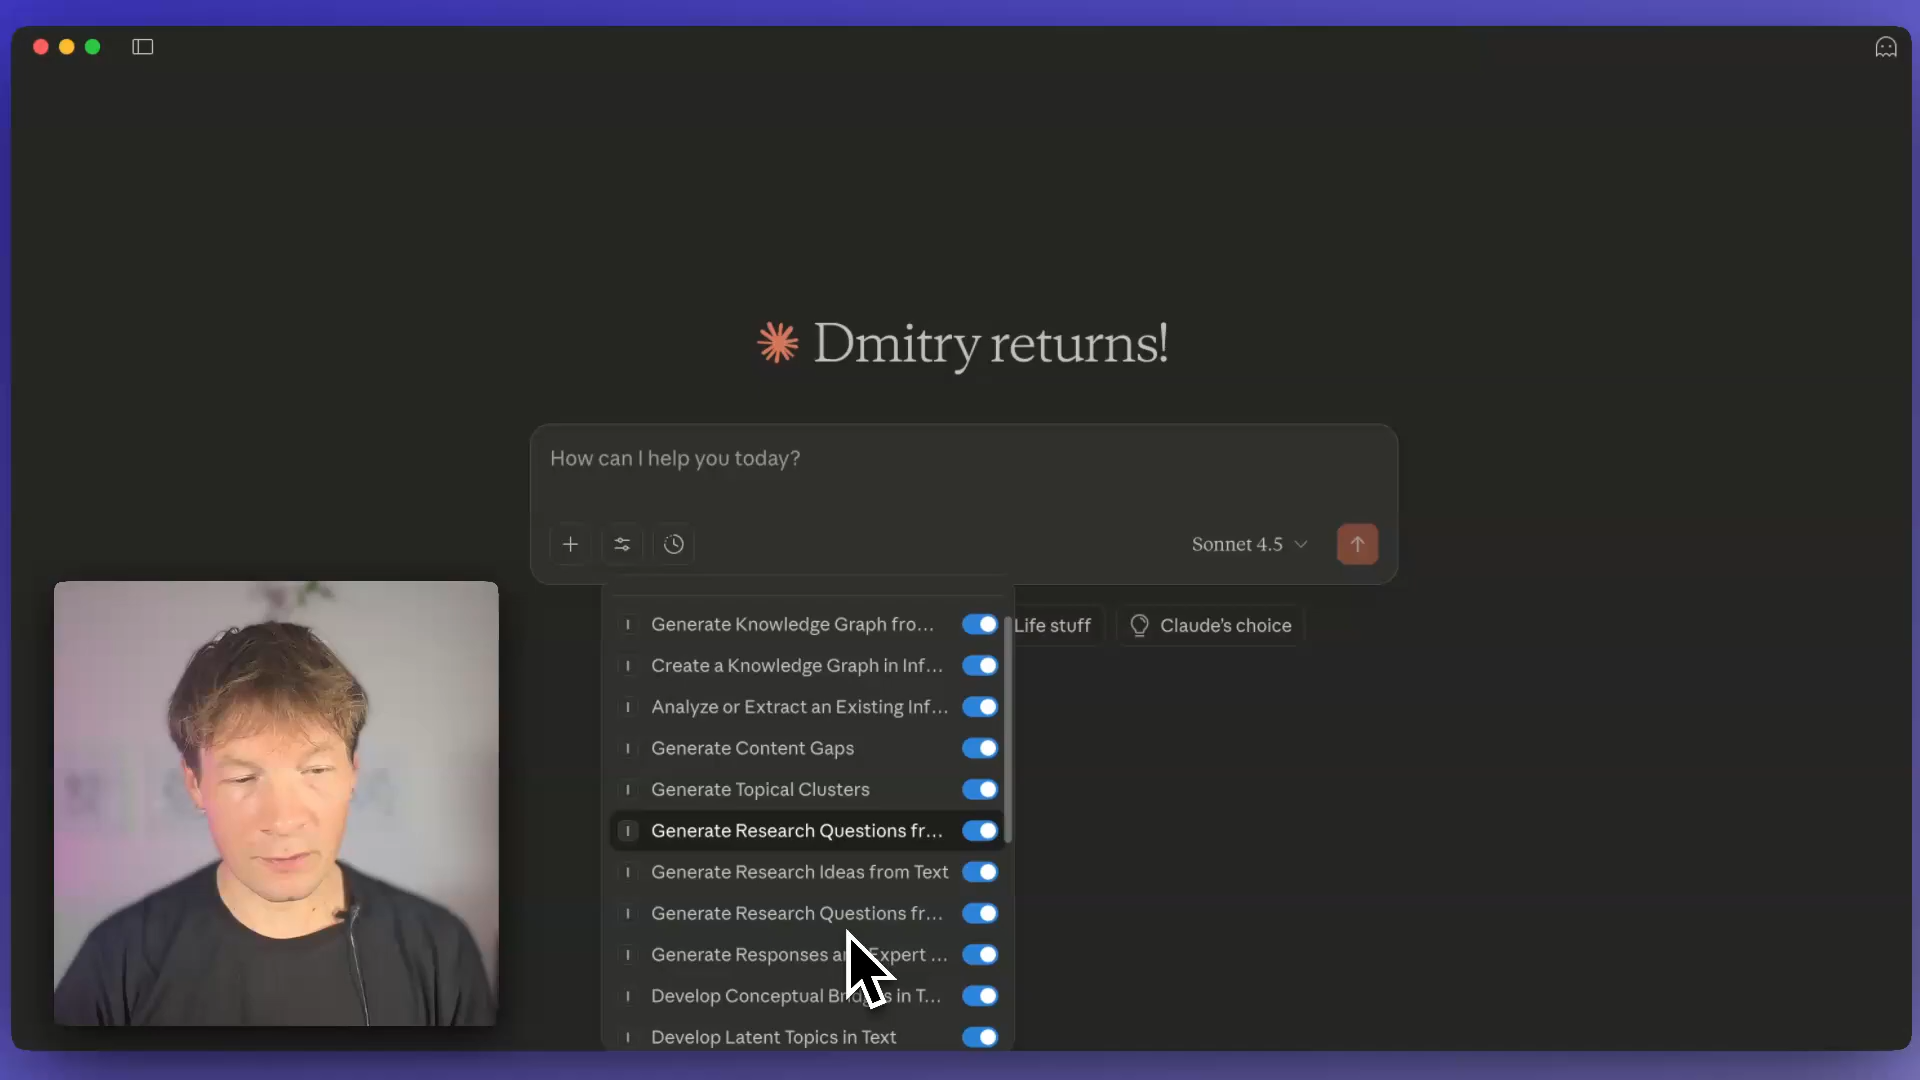 Dmitry returns!
How can I help you today?
Sonnet 4.5
Generate Knowledge Graph fro...
Life stuff
Claude's choice
Create a Knowledge Graph in Inf...
Analyze or Extract an Existing Inf...
Generate Content Gaps
Generate Topical Clusters
Generate Research Questions fr...
Generate Research Ideas from Text
Generate Research Questions fr...
Generate Responses an Expert ...
Develop Conceptual Bridges in T...
Develop Latent Topics in Text